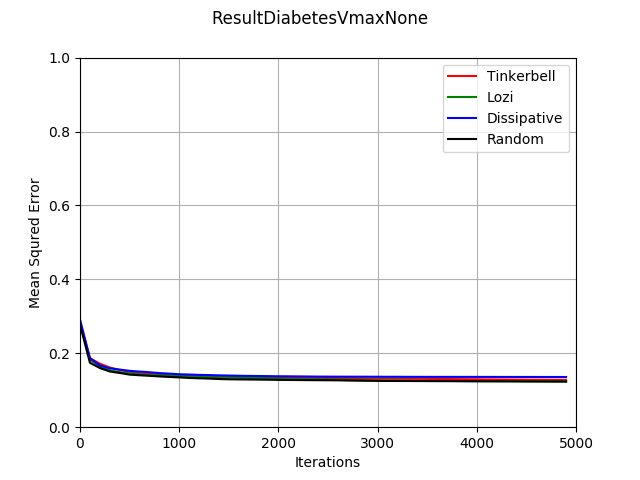 ResultDiabetesVmaxNone
1.0
0.8
0.6
0.4
0.2
0.0
Mean Squred Error
Tinkerbell
Lozi
Dissipative
Random
0 1000 2000 3000 4000 5000
Iterations